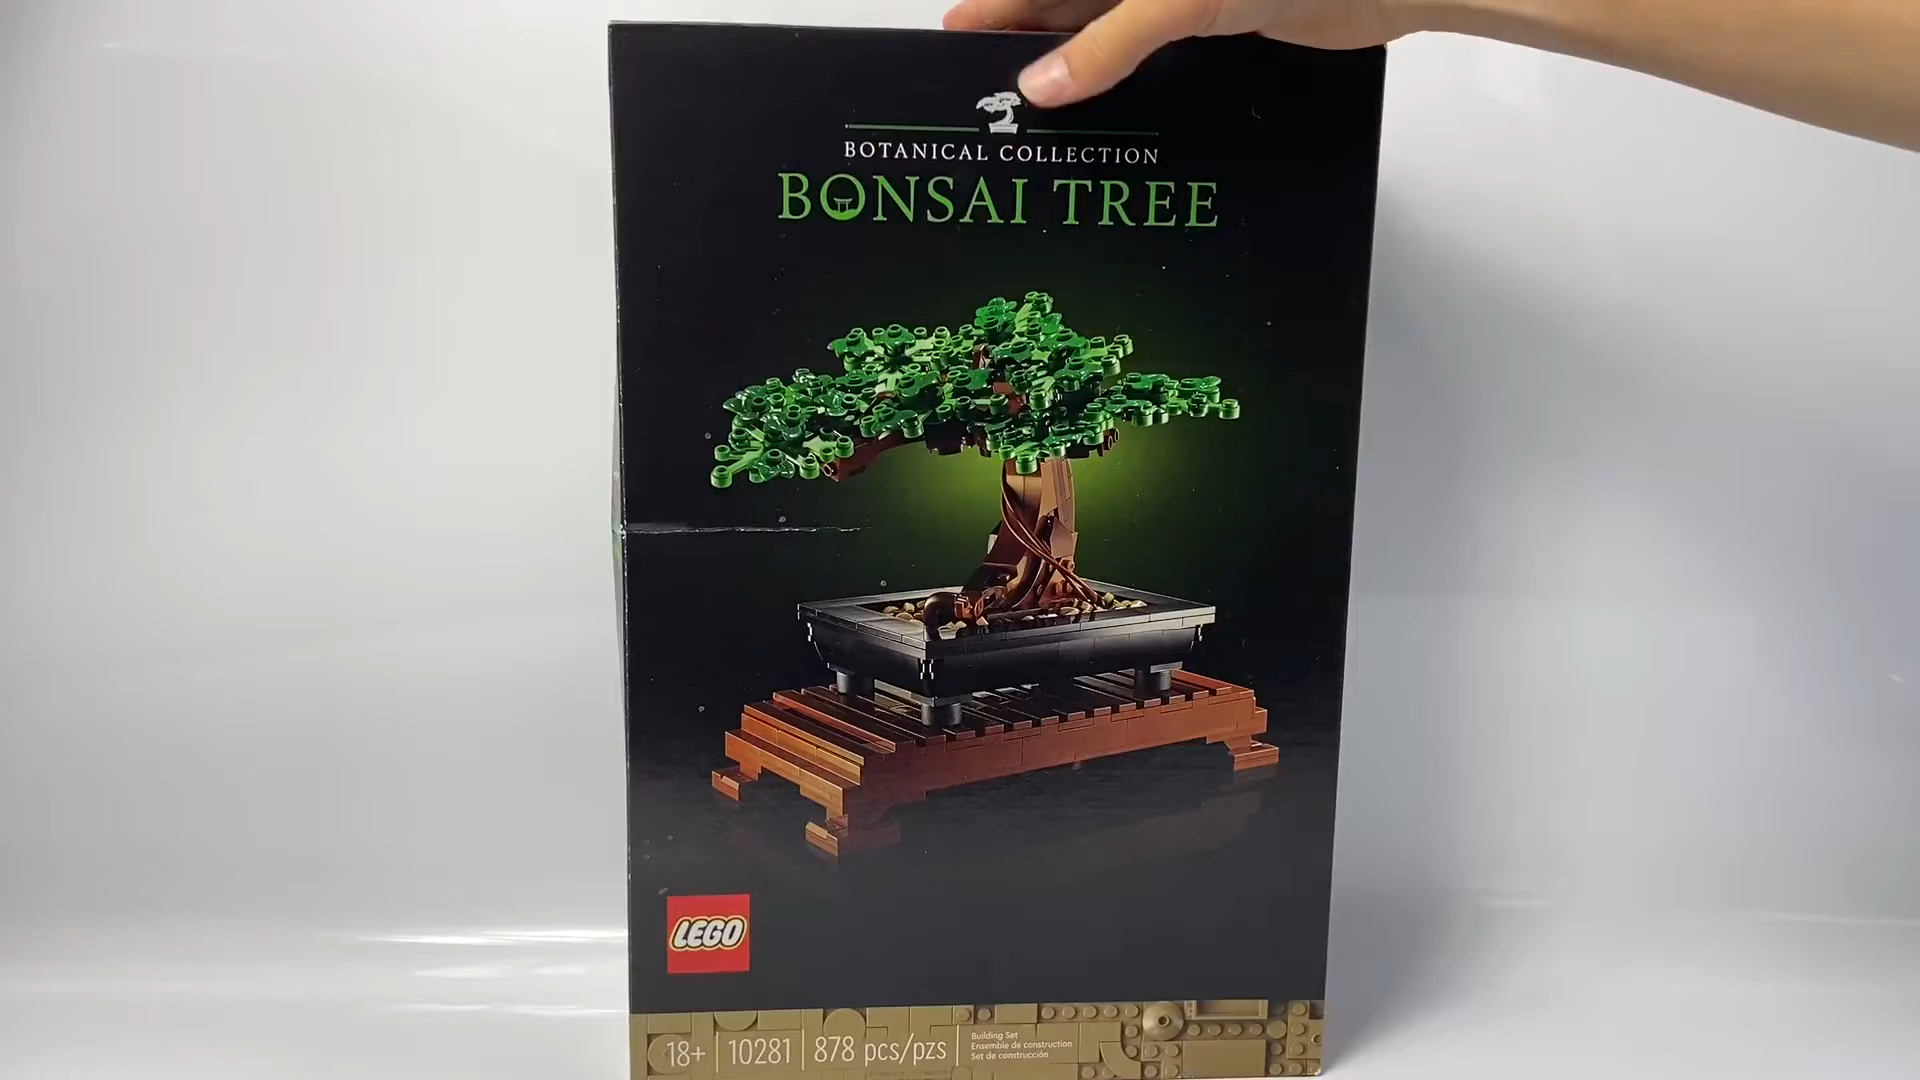 BOTANICAL COLLECTION
BONSAI TREE
LEGO
18+ 10281 878 pcs/pzs
Building Set
Ensemble de construction
Set de construcción